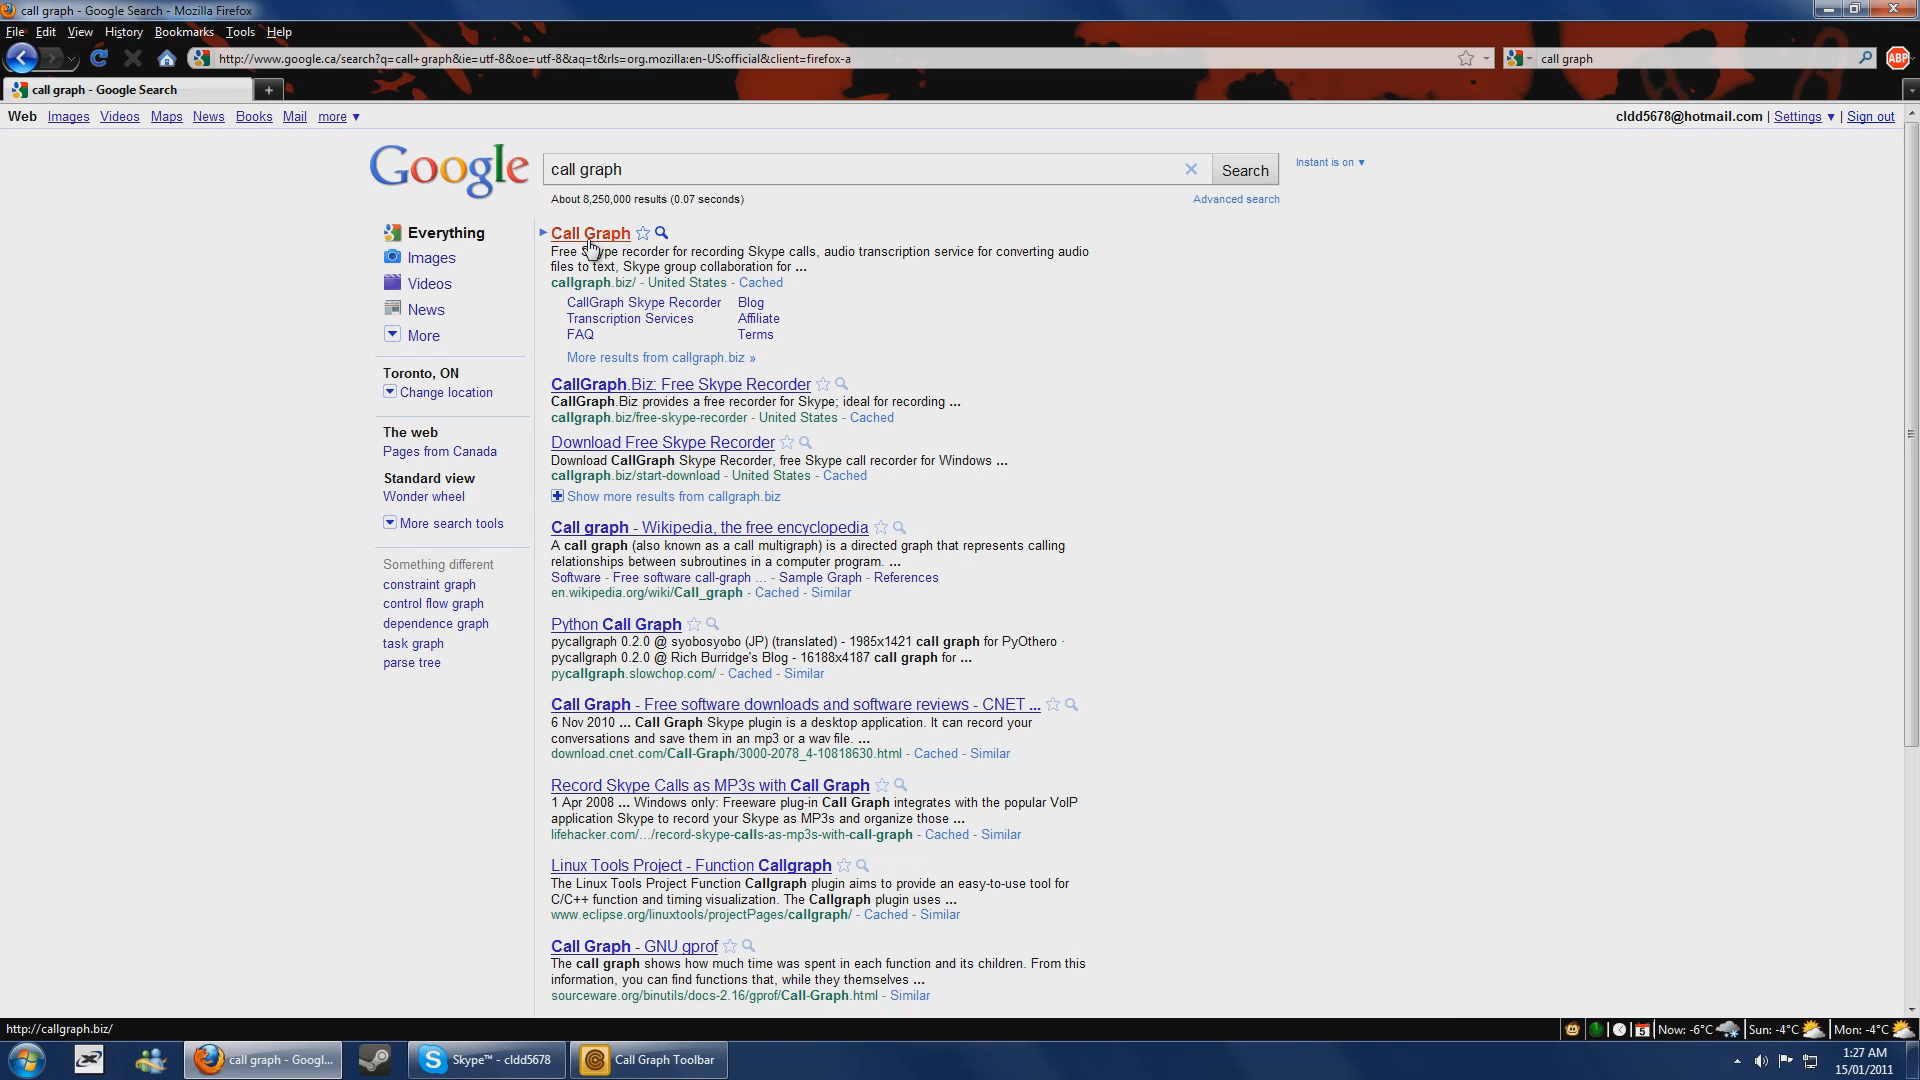 call graph - Google Search - Mozilla Firefox
File Edit View History Bookmarks Tools Help
http://www.google.ca/search?q=call+graph&ie=utf-8&oe=utf-8&aq=t&rls=org.mozilla:en-US:official&client=firefox-a
call graph
ABP
call graph - Google Search
Web Images Videos Maps News Books Mail more ▼
cldd5678@hotmail.com | Settings ▼ | Sign out
Google
call graph
Search
Instant is on ▼
About 8,250,000 results (0.07 seconds)
Advanced search
Everything
Images
Videos
News
More
Toronto, ON
Change location
The web
Pages from Canada
Standard view
Wonder wheel
More search tools
Something different
constraint graph
control flow graph
dependence graph
task graph
parse tree
Call Graph
Free Skype recorder for recording Skype calls, audio transcription service for converting audio
files to text, Skype group collaboration for ...
callgraph.biz/ - United States - Cached
CallGraph Skype Recorder Blog
Transcription Services Affiliate
FAQ Terms
More results from callgraph.biz »
CallGraph.Biz: Free Skype Recorder
CallGraph.Biz provides a free recorder for Skype; ideal for recording ...
callgraph.biz/free-skype-recorder - United States - Cached
Download Free Skype Recorder
Download CallGraph Skype Recorder, free Skype call recorder for Windows ...
callgraph.biz/start-download - United States - Cached
Show more results from callgraph.biz
Call graph - Wikipedia, the free encyclopedia
A call graph (also known as a call multigraph) is a directed graph that represents calling
relationships between subroutines in a computer program. ...
Software - Free software call-graph ... - Sample Graph - References
en.wikipedia.org/wiki/Call_graph - Cached - Similar
Python Call Graph
pycallgraph 0.2.0 @ syobosyobo (JP) (translated) - 1985x1421 call graph for PyOthero ·
pycallgraph 0.2.0 @ Rich Burridge's Blog - 16188x4187 call graph for ...
pycallgraph.slowchop.com/ - Cached - Similar
Call Graph - Free software downloads and software reviews - CNET ...
6 Nov 2010 ... Call Graph Skype plugin is a desktop application. It can record your
conversations and save them in an mp3 or a wav file. ...
download.cnet.com/Call-Graph/3000-2078_4-10818630.html - Cached - Similar
Record Skype Calls as MP3s with Call Graph
1 Apr 2008 ... Windows only: Freeware plug-in Call Graph integrates with the popular VoIP
application Skype to record your Skype as MP3s and organize those ...
lifehacker.com/.../record-skype-calls-as-mp3s-with-call-graph - Cached - Similar
Linux Tools Project - Function Callgraph
The Linux Tools Project Function Callgraph plugin aims to provide an easy-to-use tool for
C/C++ function and timing visualization. The Callgraph plugin uses ...
www.eclipse.org/linuxtools/projectPages/callgraph/ - Cached - Similar
Call Graph - GNU gprof
The call graph shows how much time was spent in each function and its children. From this
information, you can find functions that, while they themselves ...
sourceware.org/binutils/docs-2.16/gprof/Call-Graph.html - Similar
http://callgraph.biz/
5 Now: -6°C Sun: -4°C Mon: -4°C
call graph - Googl... Skype™ - cldd5678 Call Graph Toolbar
1:27 AM
15/01/2011